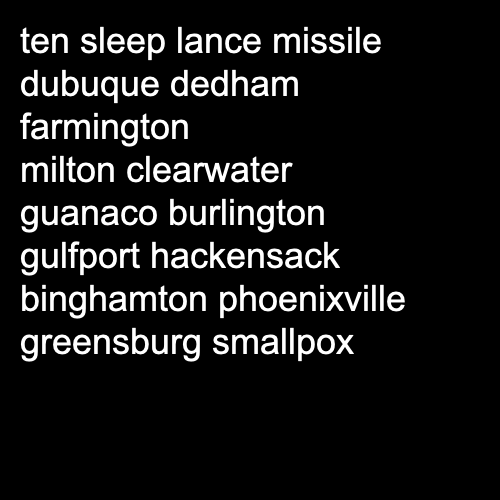 ten sleep lance missile
dubuque dedham
farmington
milton clearwater
guanaco burlington
gulfport hackensack
binghamton phoenixville
greensburg smallpox